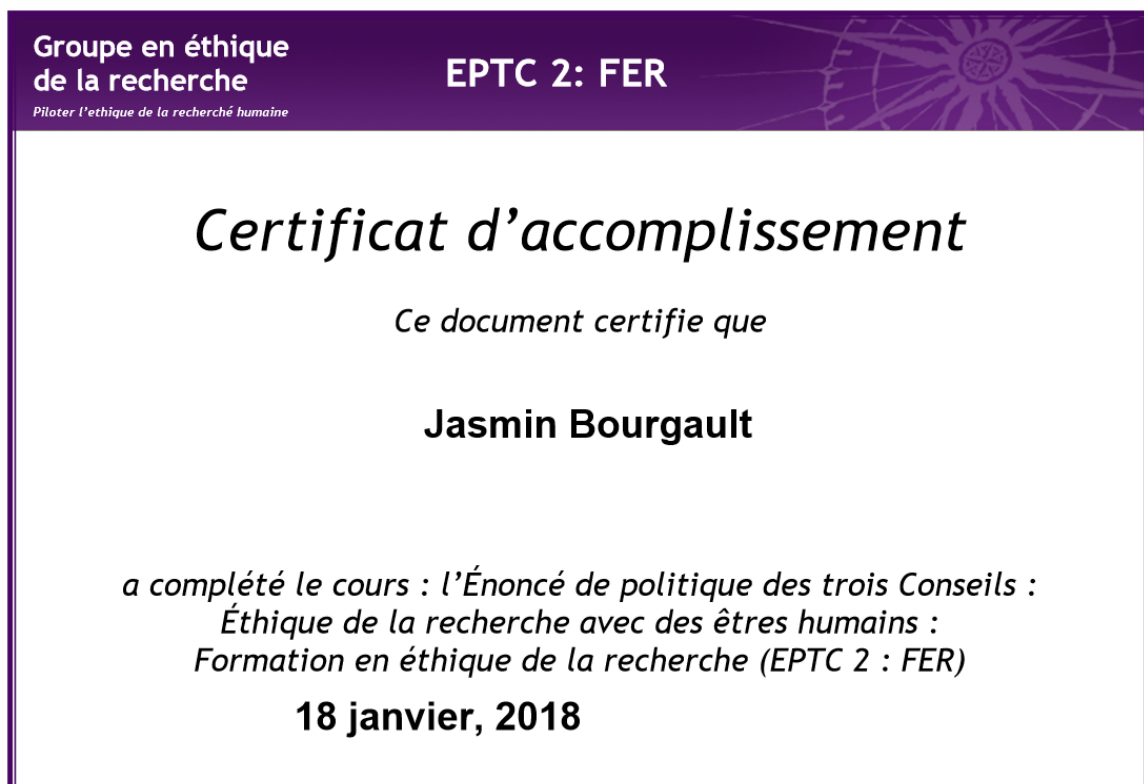 Groupe en éthique
de la recherche
Piloter l'ethique de la recherché humaine
EPTC 2: FER
Certificat d'accomplissement
Ce document certifie que
Jasmin Bourgault
a complété le cours : l'Énoncé de politique des trois Conseils :
Éthique de la recherche avec des êtres humains :
Formation en éthique de la recherche (EPTC 2 : FER)
18 janvier, 2018